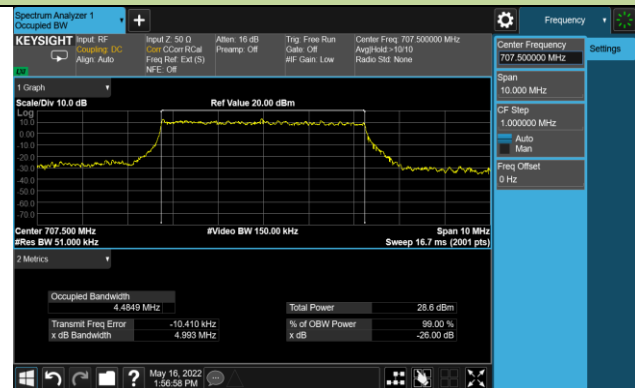 Spectrum Analyzer 1
Occupied BW
Frequency
KEYSIGHT
Input: RF
Coupling: DC
Align: Auto
Input Z: 50 Ω
Corr CCorr RCal
Freq Ref: Ext (S)
NFE: Off
Atten: 16 dB
Preamp: Off
Trig: Free Run
Gate: Off
#IF Gain: Low
Center Freq: 707.500000 MHz
Avg|Hold:>10/10
Radio Std: None
Center Frequency
707.500000 MHz
Settings
Span
10.000 MHz
CF Step
1.000000 MHz
Auto
Man
Freq Offset
0 Hz
1 Graph
Scale/Div 10.0 dB
Ref Value 20.00 dBm
Log
10.0
0.00
-10.0
-20.0
-30.0
-40.0
-50.0
-60.0
-70.0
Center 707.500 MHz
#Video BW 150.00 kHz
Span 10 MHz
#Res BW 51.000 kHz
Sweep 16.7 ms (2001 pts)
2 Metrics
Occupied Bandwidth
4.4849 MHz
Total Power 28.6 dBm
Transmit Freq Error -10.410 kHz
% of OBW Power 99.00 %
x dB Bandwidth 4.993 MHz
x dB -26.00 dB
May 16, 2022
1:56:58 PM